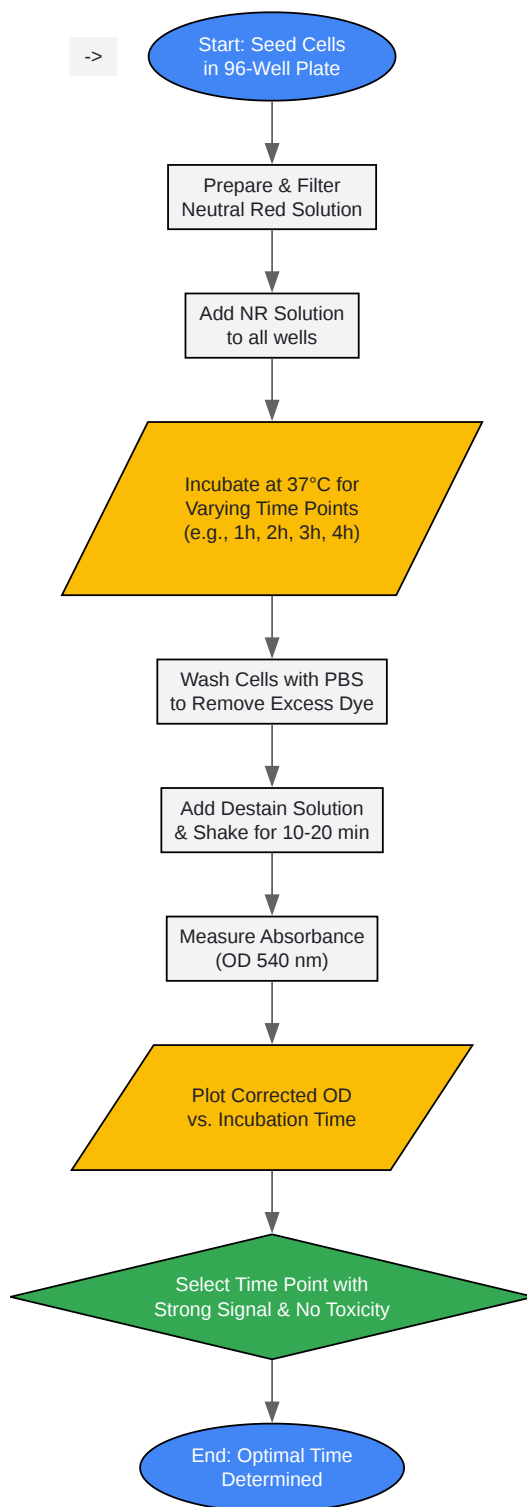 ->
Start: Seed Cells
in 96-Well Plate
Prepare & Filter
Neutral Red Solution
Add NR Solution
to all wells
Incubate at 37°C for
Varying Time Points
(e.g., 1h, 2h, 3h, 4h)
Wash Cells with PBS
to Remove Excess Dye
Add Destain Solution
& Shake for 10-20 min
Measure Absorbance
(OD 540 nm)
Plot Corrected OD
vs. Incubation Time
Select Time Point with
Strong Signal & No Toxicity
End: Optimal Time
Determined